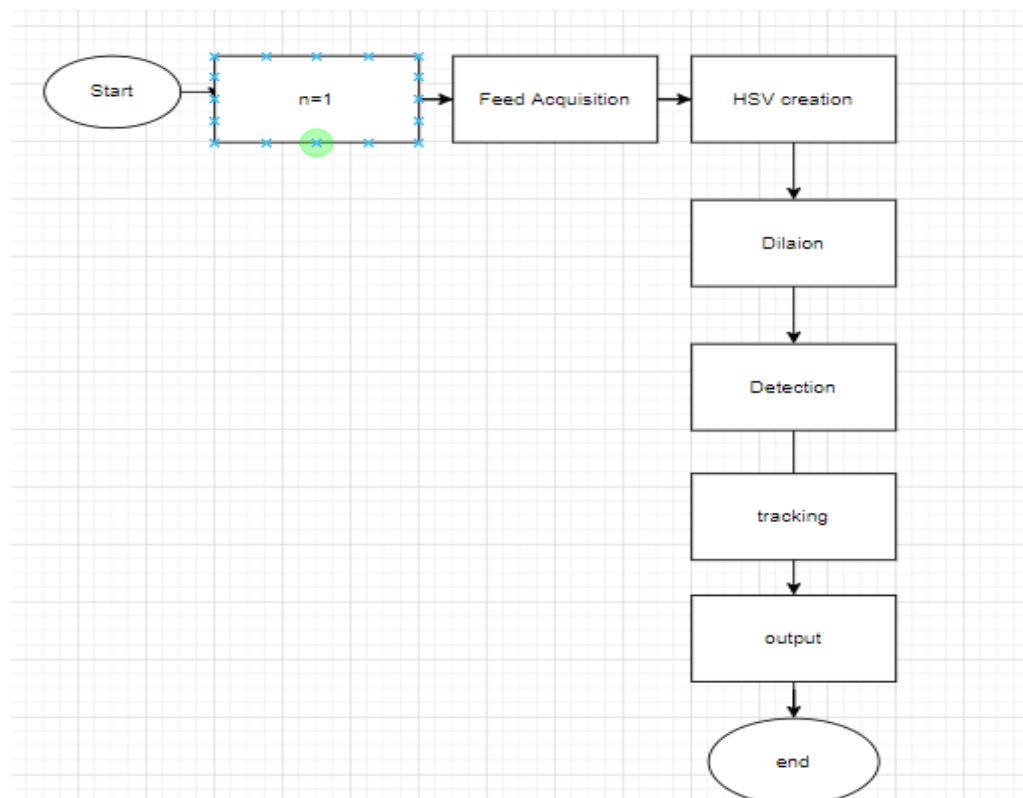 Start
n=1
Feed Acquisition
HSV creation
Dilaion
Detection
tracking
output
end